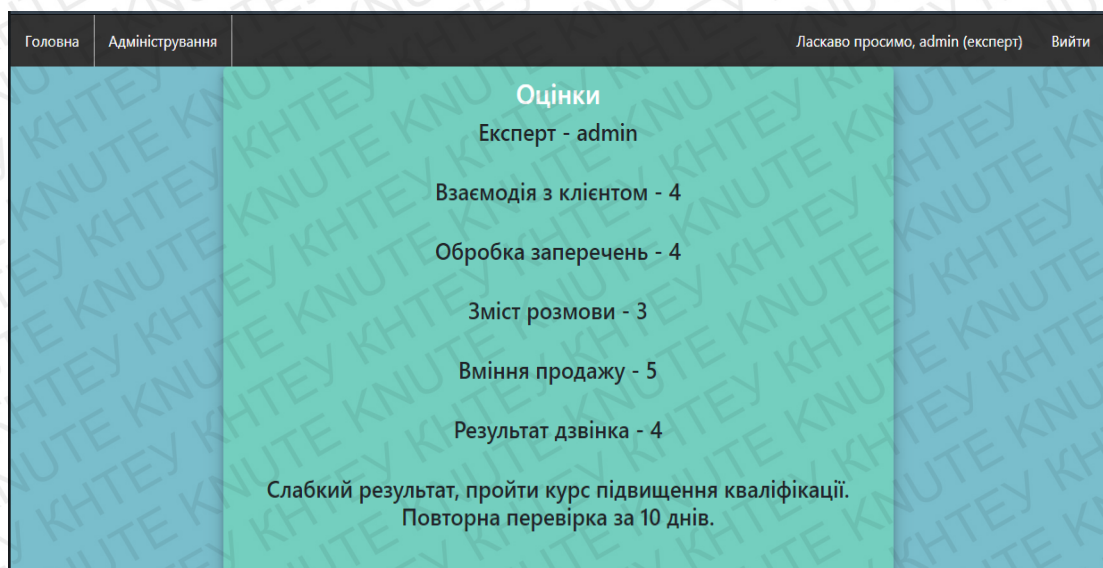 Головна Адміністрування Ласкаво просимо, admin (експерт) Вийти
Оцінки
Експерт - admin
Взаємодія з клієнтом - 4
Обробка заперечень - 4
Зміст розмови - 3
Вміння продажу - 5
Результат дзвінка - 4
Слабкий результат, пройти курс підвищення кваліфікації.
Повторна перевірка за 10 днів.